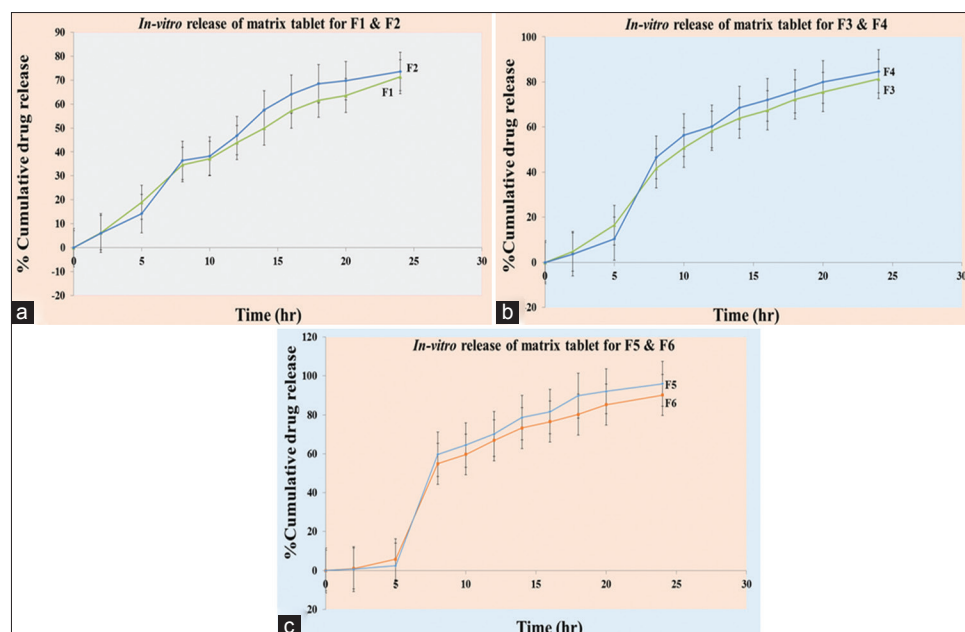 In-vitro release of matrix tablet for F1 & F2
% Cumulative drug release
90
80
70
60
50
40
30
20
10
0
-10
-20
0
5
10
15
20
25
30
F2
F1
Time (hr)
a
In-vitro release of matrix tablet for F3 & F4
%Cumulative drug release
100
80
60
40
20
0
20
0
5
10
15
20
25
30
F4
F3
Time (hr)
b
In-vitro release of matrix tablet for F5 & F6
%Cumulative drug release
120
100
80
60
40
20
0
20
0
5
10
15
20
25
30
F5
F6
Time (hr)
c